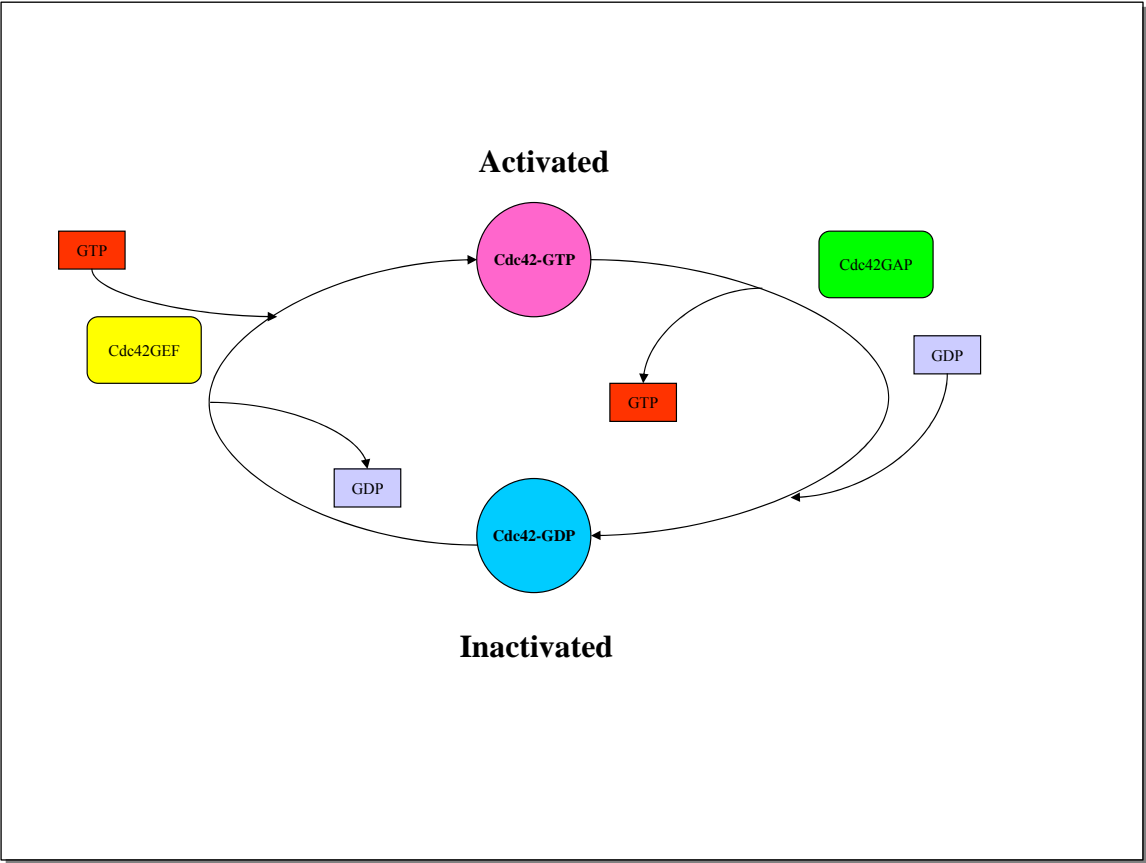 Activated
GTP
Cdc42-GTP
Cdc42GAP
Cdc42GEF
GDP
GTP
GDP
Cdc42-GDP
Inactivated